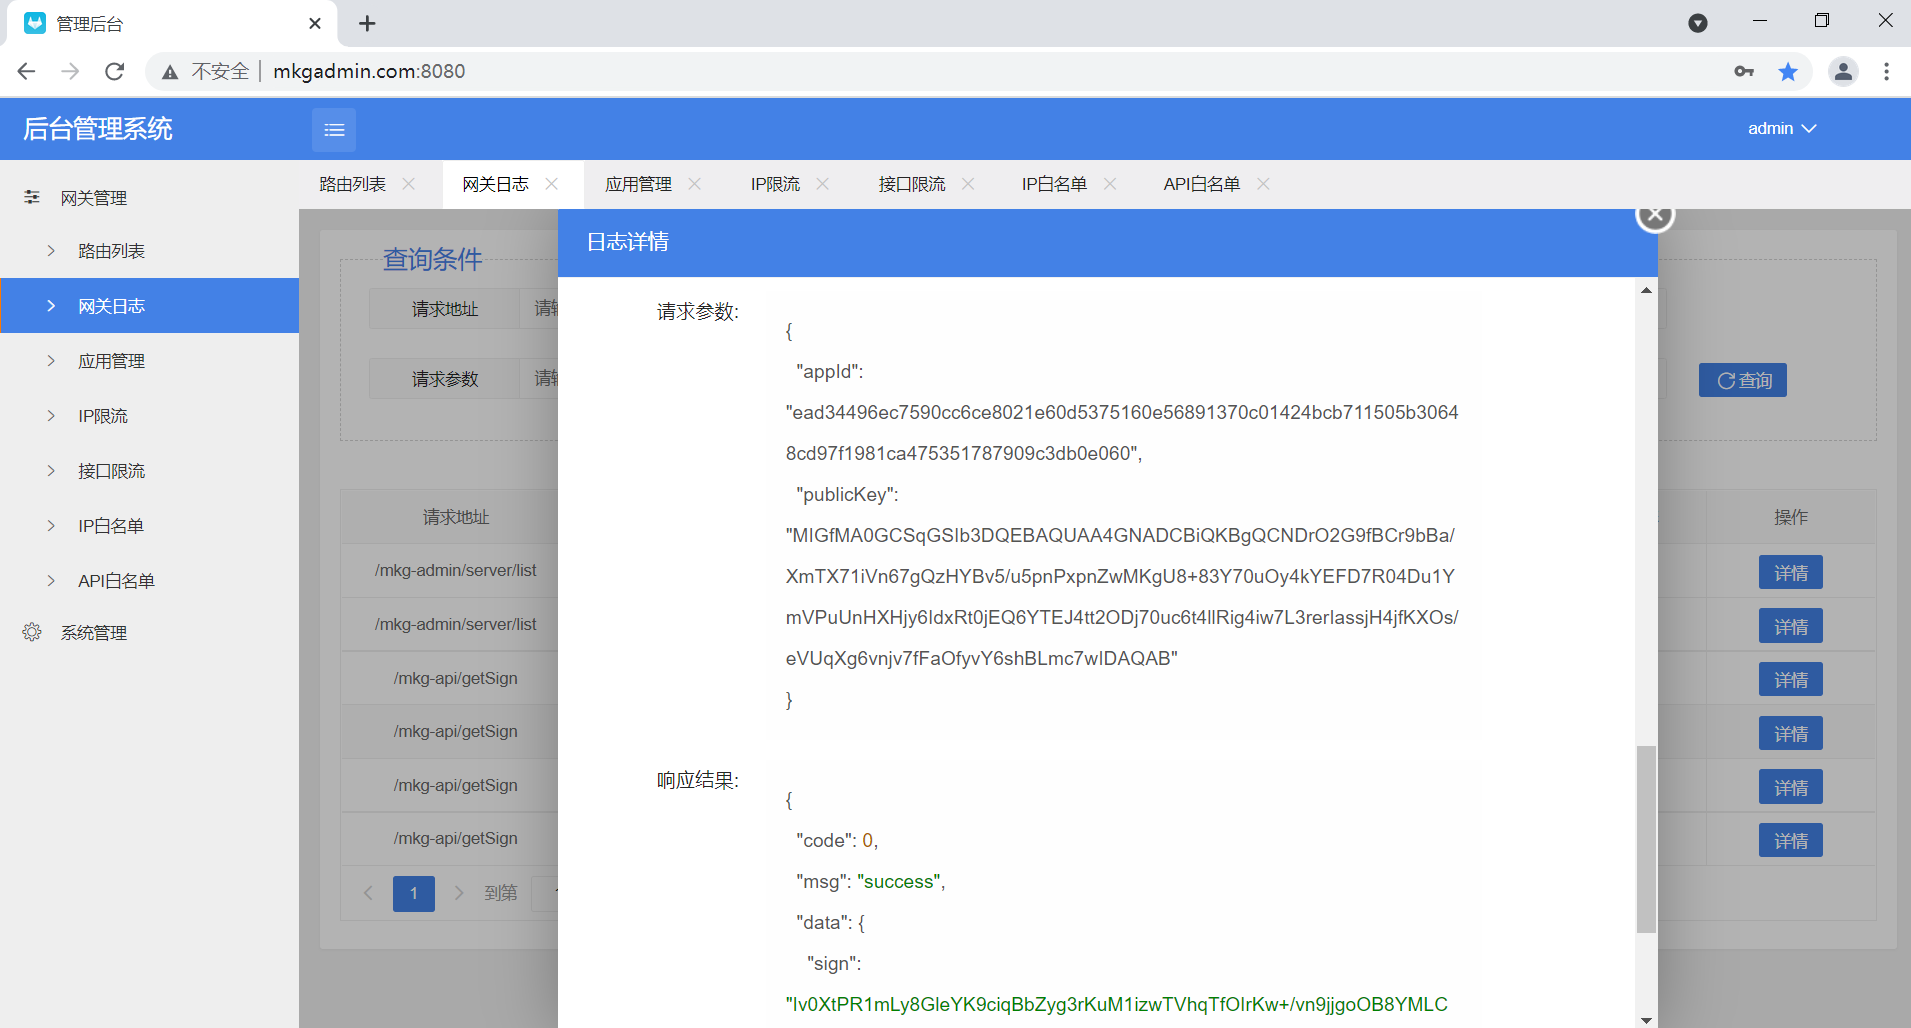 管理后台
不安全 mkgadmin.com:8080
后台管理系统
admin
网关管理
路由列表
网关日志
应用管理
IP限流
接口限流
IP白名单
API白名单
系统管理
路由列表 网关日志 应用管理 IP限流 接口限流 IP白名单 API白名单
查询条件
请求地址
请求参数
查询
请求地址 操作
/mkg-admin/server/list 详情
/mkg-admin/server/list 详情
/mkg-api/getSign 详情
/mkg-api/getSign 详情
/mkg-api/getSign 详情
/mkg-api/getSign 详情
1 到第
日志详情
请求参数:
{
"appId":
"ead34496ec7590cc6ce8021e60d5375160e56891370c01424bcb711505b3064
8cd97f1981ca475351787909c3db0e060",
"publicKey":
"MIGfMA0GCSqGSIb3DQEBAQUAA4GNADCBiQKBgQCNDrO2G9fBCr9bBa/
XmTX71iVn67gQzHYBv5/u5pnPxpnZwMKgU8+83Y70uOy4kYEFD7R04Du1Y
mVPuUnHXHjy6IdxRt0jEQ6YTEJ4tt2ODj70uc6t4llRig4iw7L3rerIassjH4jfKXOs/
eVUqXg6vnjv7fFaOfyvY6shBLmc7wIDAQAB"
}
响应结果:
{
"code": 0,
"msg": "success",
"data": {
"sign":
"Iv0XtPR1mLy8GleYK9ciqBbZyg3rKuM1izwTVhqTfOIrKw+/vn9jjgoOB8YMLC